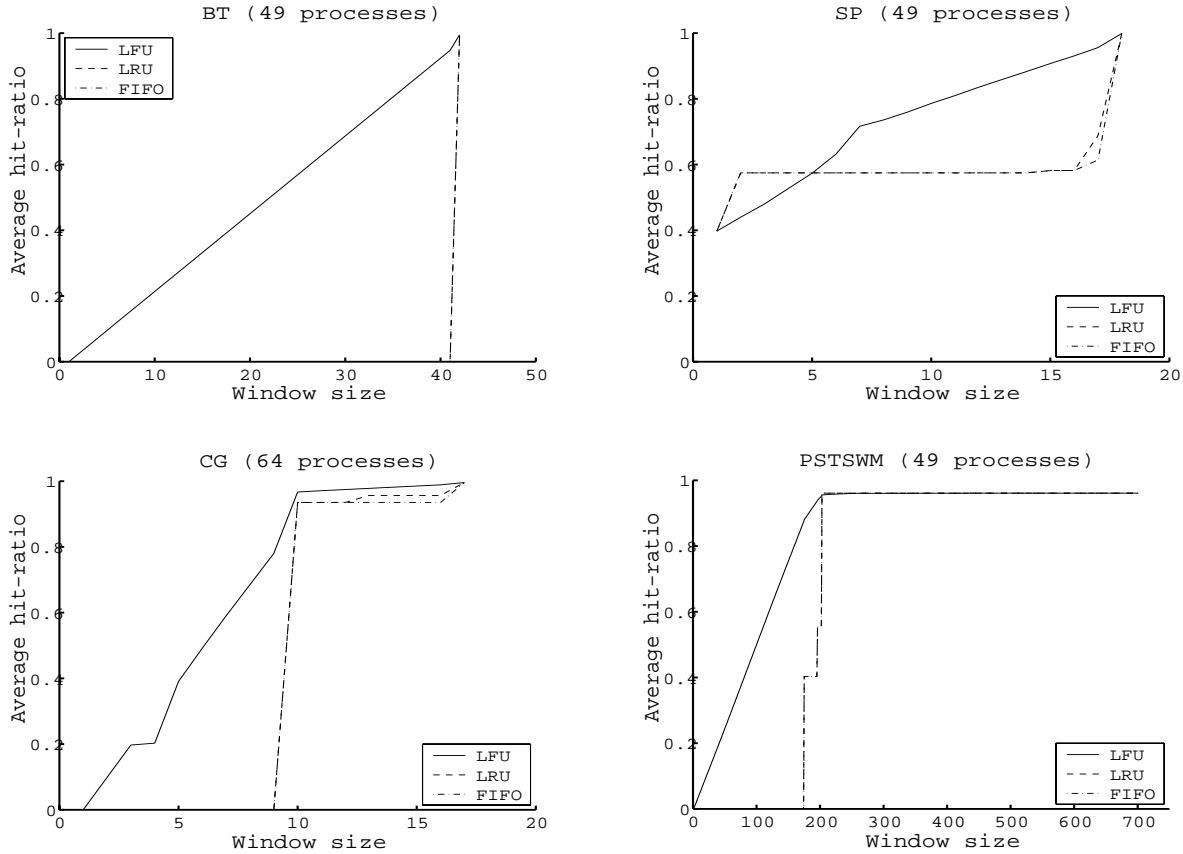 BT (49 processes)
1
0.8
0.6
0.4
0.2
0
Average hit-ratio
LFU
LRU
FIFO
0 10 20 30 40 50
Window size
SP (49 processes)
1
0.8
0.6
0.4
0.2
0
Average hit-ratio
LFU
LRU
FIFO
0 5 10 15 20
Window size
CG (64 processes)
1
0.8
0.6
0.4
0.2
0
Average hit-ratio
LFU
LRU
FIFO
0 5 10 15 20
Window size
PSTSWM (49 processes)
1
0.8
0.6
0.4
0.2
0
Average hit-ratio
LFU
LRU
FIFO
0 100 200 300 400 500 600 700
Window size